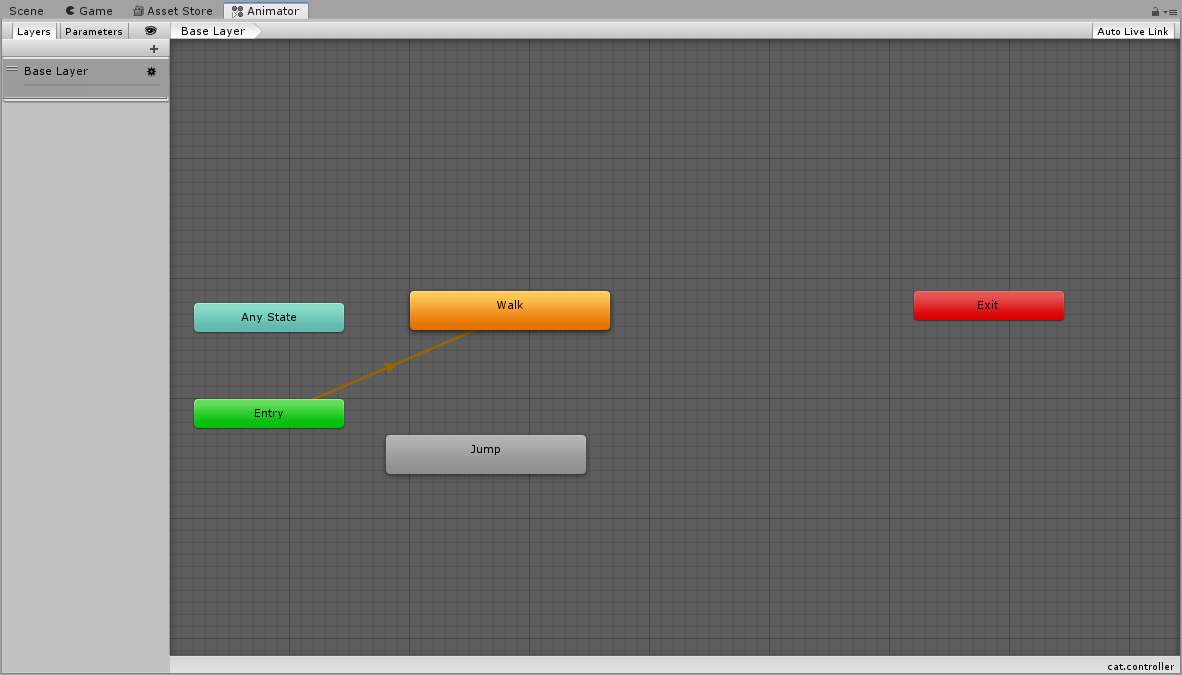 Scene Game Asset Store Animator
Layers Parameters Base Layer Auto Live Link
+
Base Layer
Walk
Exit
Any State
Entry
Jump
cat.controller